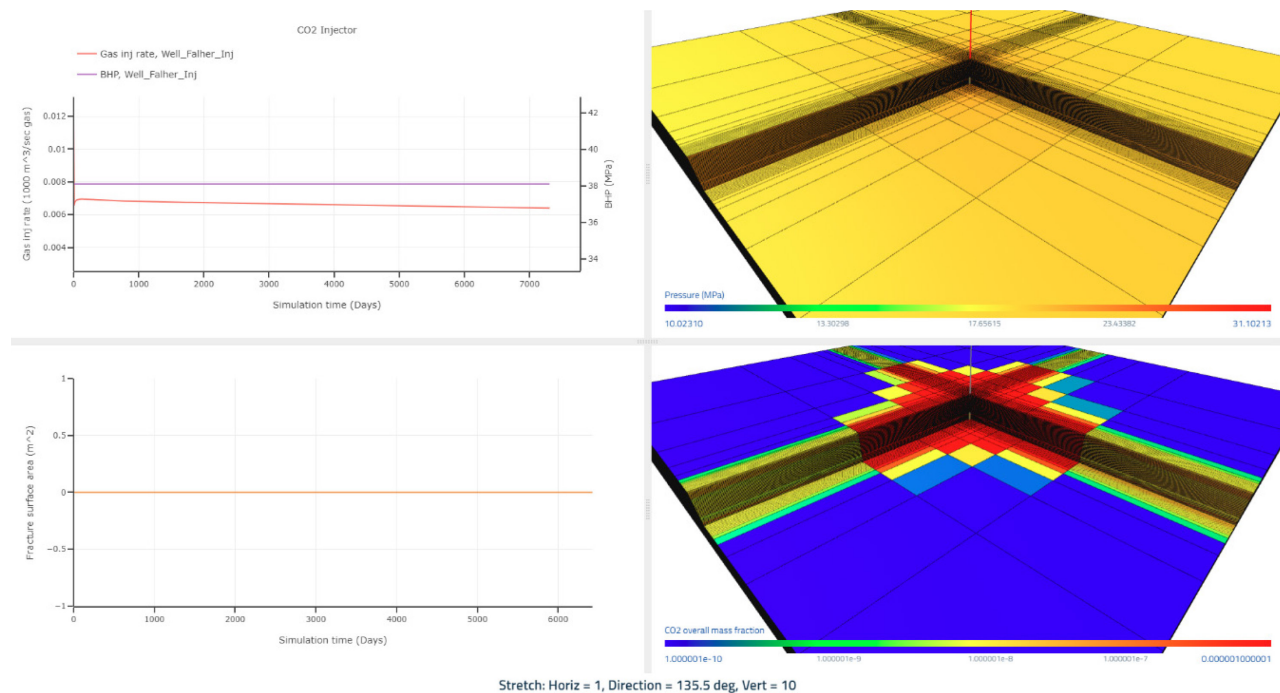 CO2 Injector
Gas inj rate, Well_Falher_Inj
BHP, Well_Falher_Inj
0.012
0.01
0.008
0.006
0.004
Gas inj rate (1000 m^3/sec gas)
42
40
38
36
34
BHP (MPa)
0 1000 2000 3000 4000 5000 6000 7000
Simulation time (Days)
Pressure (MPa)
10.02310 13.30298 17.65615 23.43382 31.10213
1
0.5
0
−0.5
−1
Fracture surface area (m^2)
0 1000 2000 3000 4000 5000 6000
Simulation time (Days)
CO2 overall mass fraction
1.000001e-10 1.000001e-9 1.000001e-8 1.000001e-7 0.000001000001
Stretch: Horiz = 1, Direction = 135.5 deg, Vert = 10